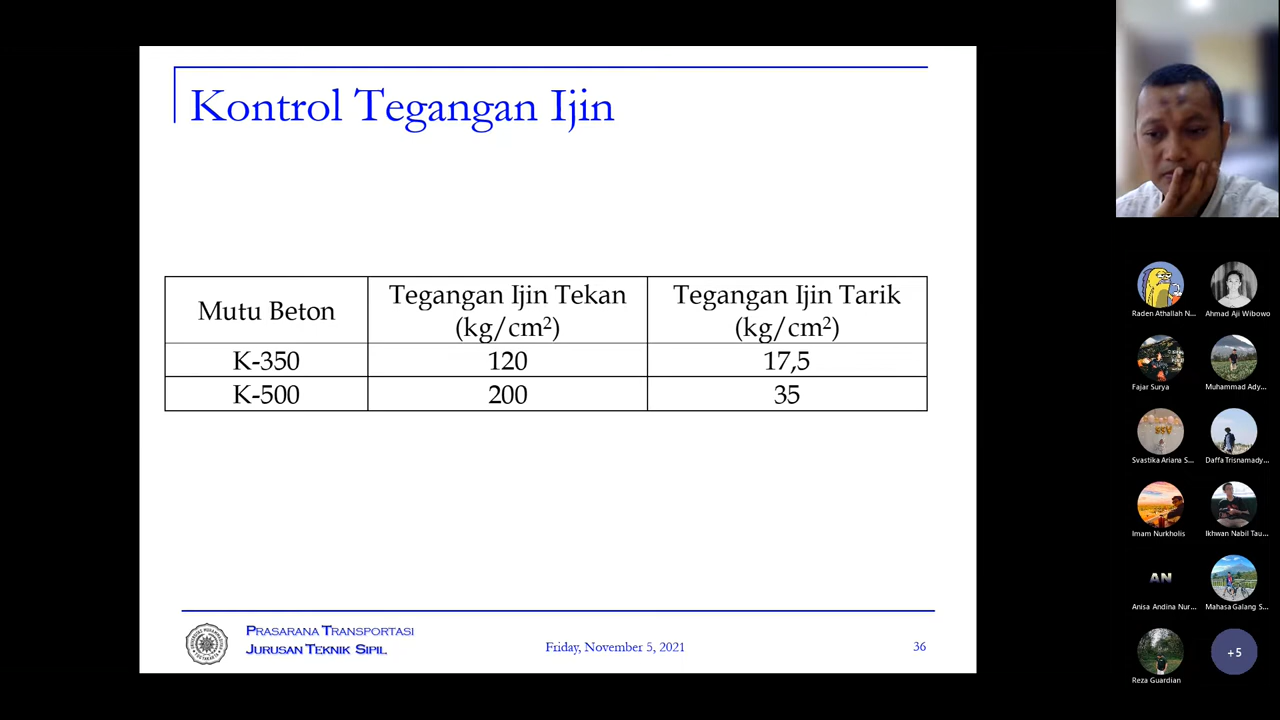 Kontrol Tegangan Ijin
Mutu Beton
Tegangan Ijin Tekan
(kg/cm²)
Tegangan Ijin Tarik
(kg/cm²)
K-350
120
17,5
K-500
200
35
PRASARANA TRANSPORTASI
JURUSAN TEKNIK SIPIL
Friday, November 5, 2021
36
Raden Athallah N...
Ahmad Aji Wibowo
Fajar Surya
Muhammad Ady...
Svastika Ariana S...
Daffa Trisnamady...
Imam Nurkholis
Ikhwan Nabil Tau...
AN
Anisa Andina Nur...
Mahasa Galang S...
Reza Guardian
+5